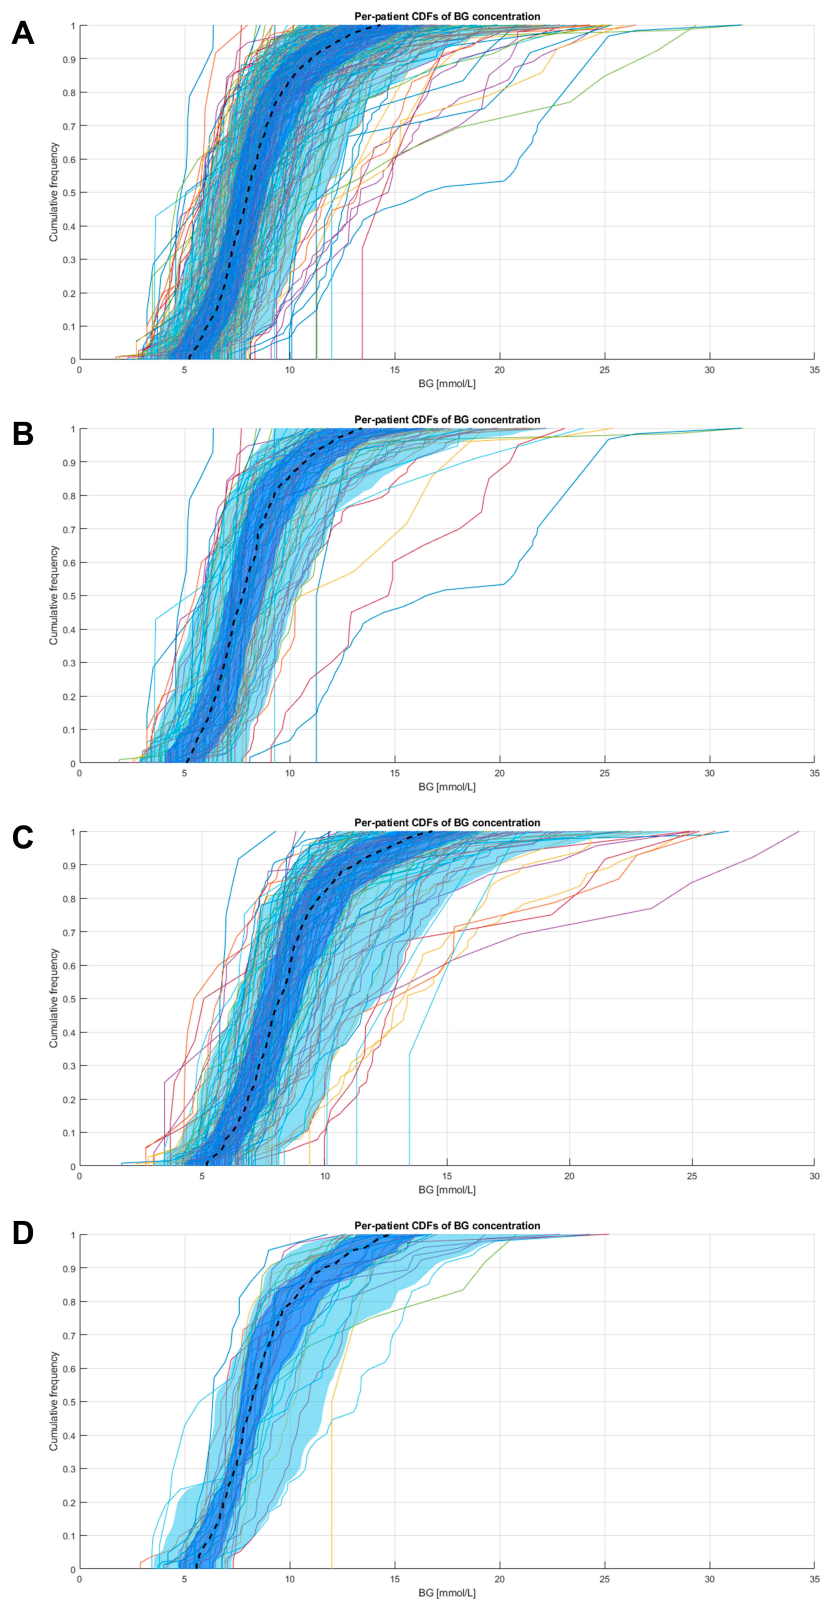 A
Per-patient CDFs of BG concentration
1
0.9
0.8
0.7
0.6
0.5
0.4
0.3
0.2
0.1
0
Cumulative frequency
0 5 10 15 20 25 30 35
BG [mmol/L]
B
Per-patient CDFs of BG concentration
1
0.9
0.8
0.7
0.6
0.5
0.4
0.3
0.2
0.1
0
Cumulative frequency
0 5 10 15 20 25 30 35
BG [mmol/L]
C
Per-patient CDFs of BG concentration
1
0.9
0.8
0.7
0.6
0.5
0.4
0.3
0.2
0.1
0
Cumulative frequency
0 5 10 15 20 25 30
BG [mmol/L]
D
Per-patient CDFs of BG concentration
1
0.9
0.8
0.7
0.6
0.5
0.4
0.3
0.2
0.1
0
Cumulative frequency
0 5 10 15 20 25 30 35
BG [mmol/L]